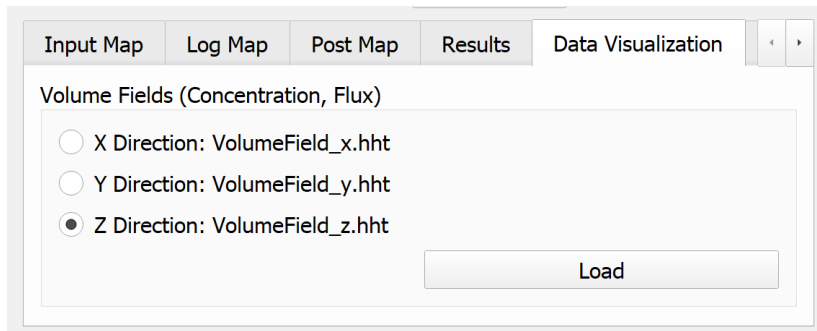 Input Map Log Map Post Map Results Data Visualization
Volume Fields (Concentration, Flux)
X Direction: VolumeField_x.hht
Y Direction: VolumeField_y.hht
Z Direction: VolumeField_z.hht
Load